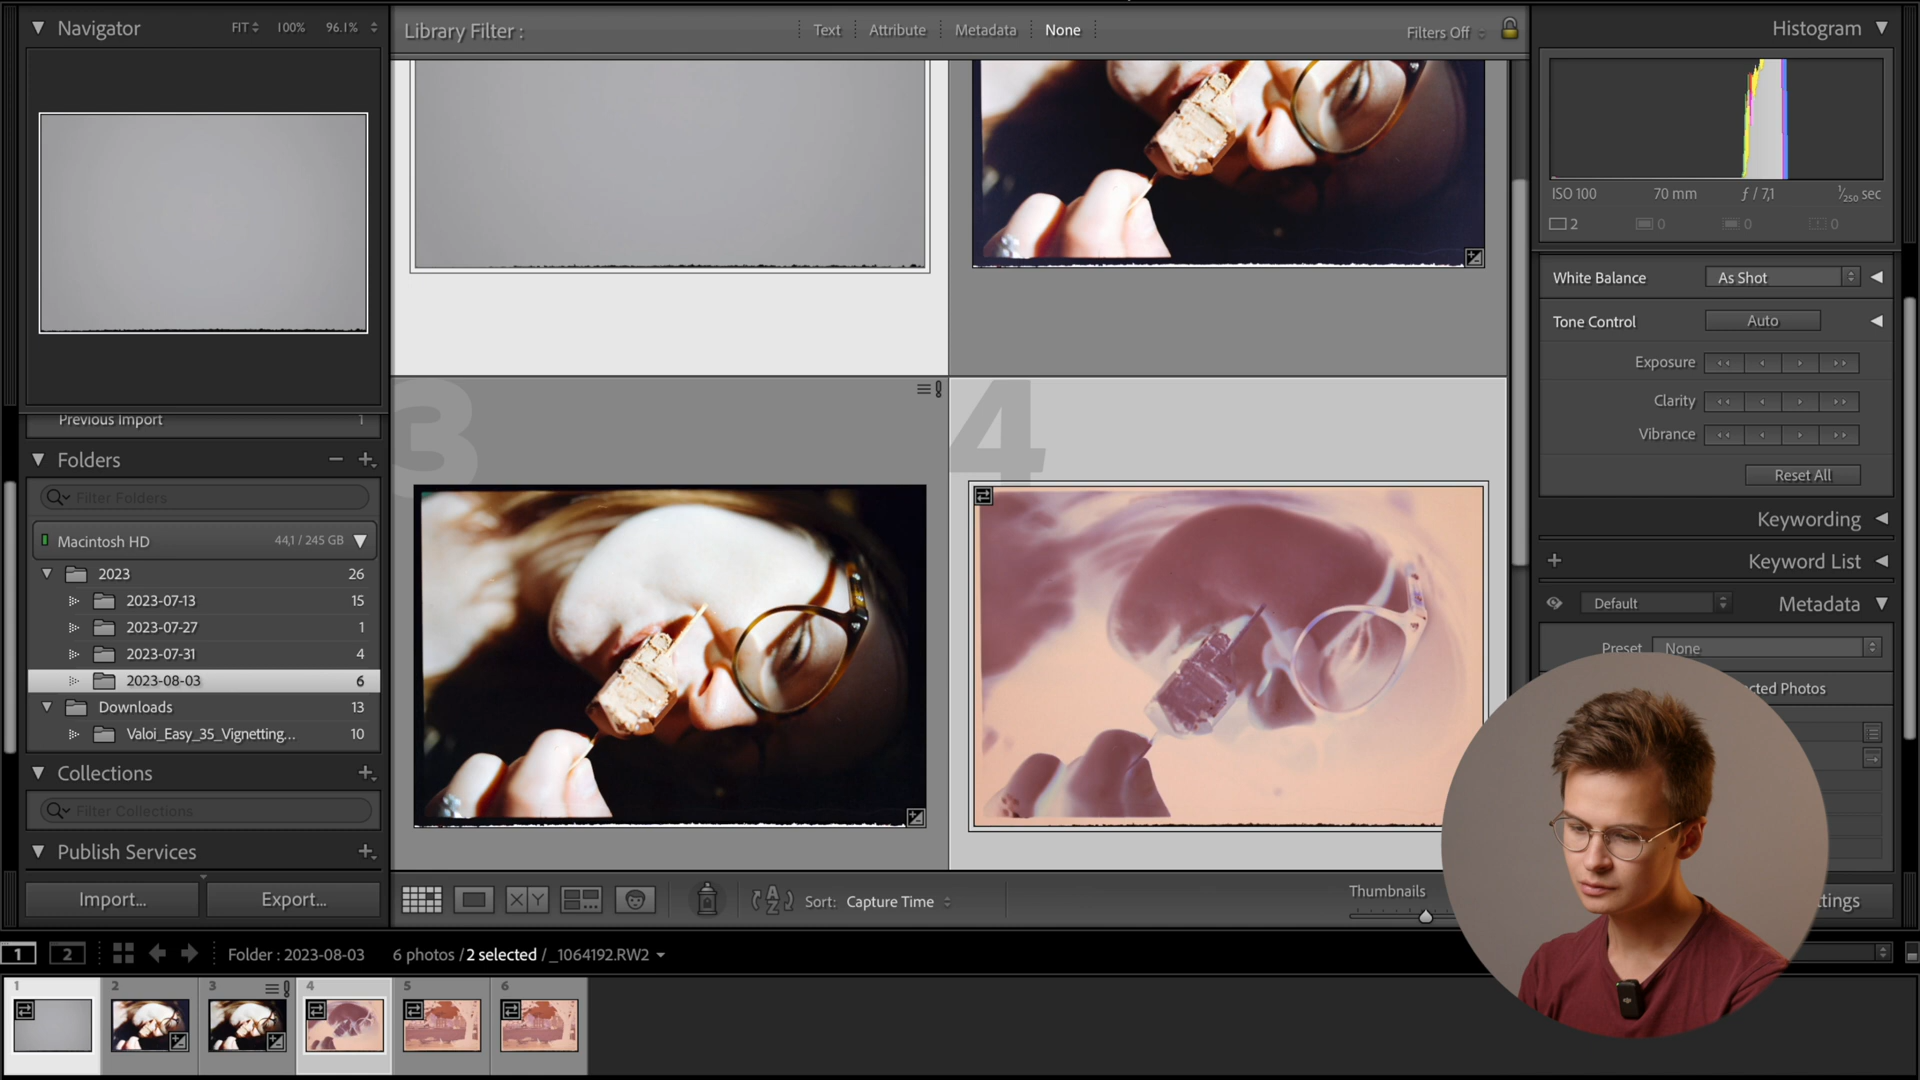 Navigator
FIT
100%
96.1%
Previous Import
1
Folders
Filter Folders
Macintosh HD
44,1 / 245 GB
2023
26
2023-07-13
15
2023-07-27
1
2023-07-31
4
2023-08-03
6
Downloads
13
Valoi_Easy_35_Vignetting...
10
Collections
Filter Collections
Publish Services
Import...
Export...
Library Filter :
Text
Attribute
Metadata
None
Filters Off
3
4
Sort: Capture Time
Thumbnails
Histogram
ISO 100
70 mm
ƒ / 7,1
1/250 sec
2
0
0
0
White Balance
As Shot
Tone Control
Auto
Exposure
Clarity
Vibrance
Reset All
Keywording
Keyword List
Default
Metadata
Preset
None
cted Photos
ttings
1
2
Folder : 2023-08-03
6 photos / 2 selected / _1064192.RW2
1
2
3
4
5
6